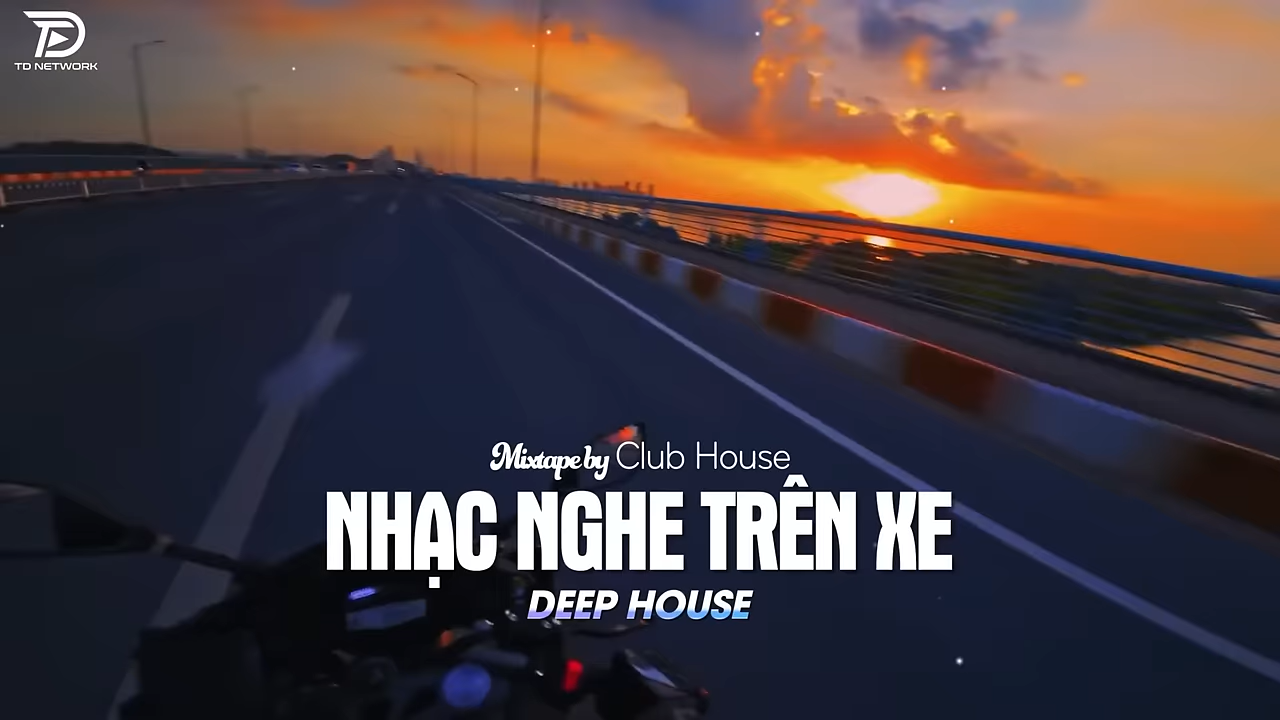 TD NETWORK
Mixtape by Club House
NHẠC NGHE TRÊN XE
DEEP HOUSE